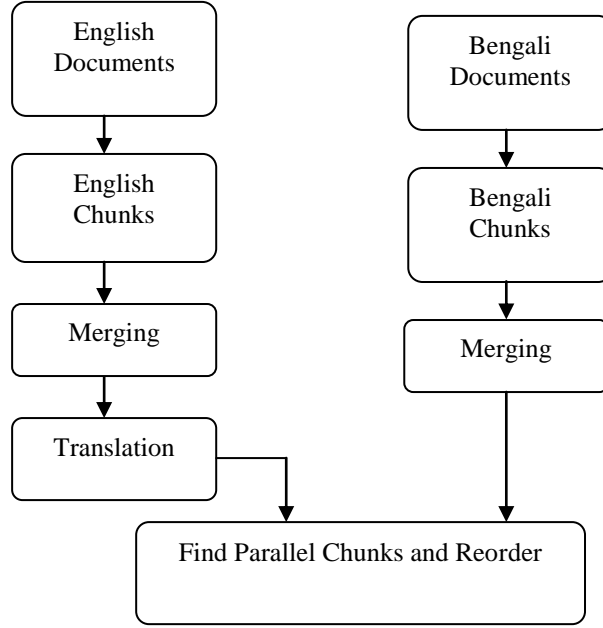 English
Documents
Bengali
Documents
English
Chunks
Bengali
Chunks
Merging
Merging
Translation
Find Parallel Chunks and Reorder